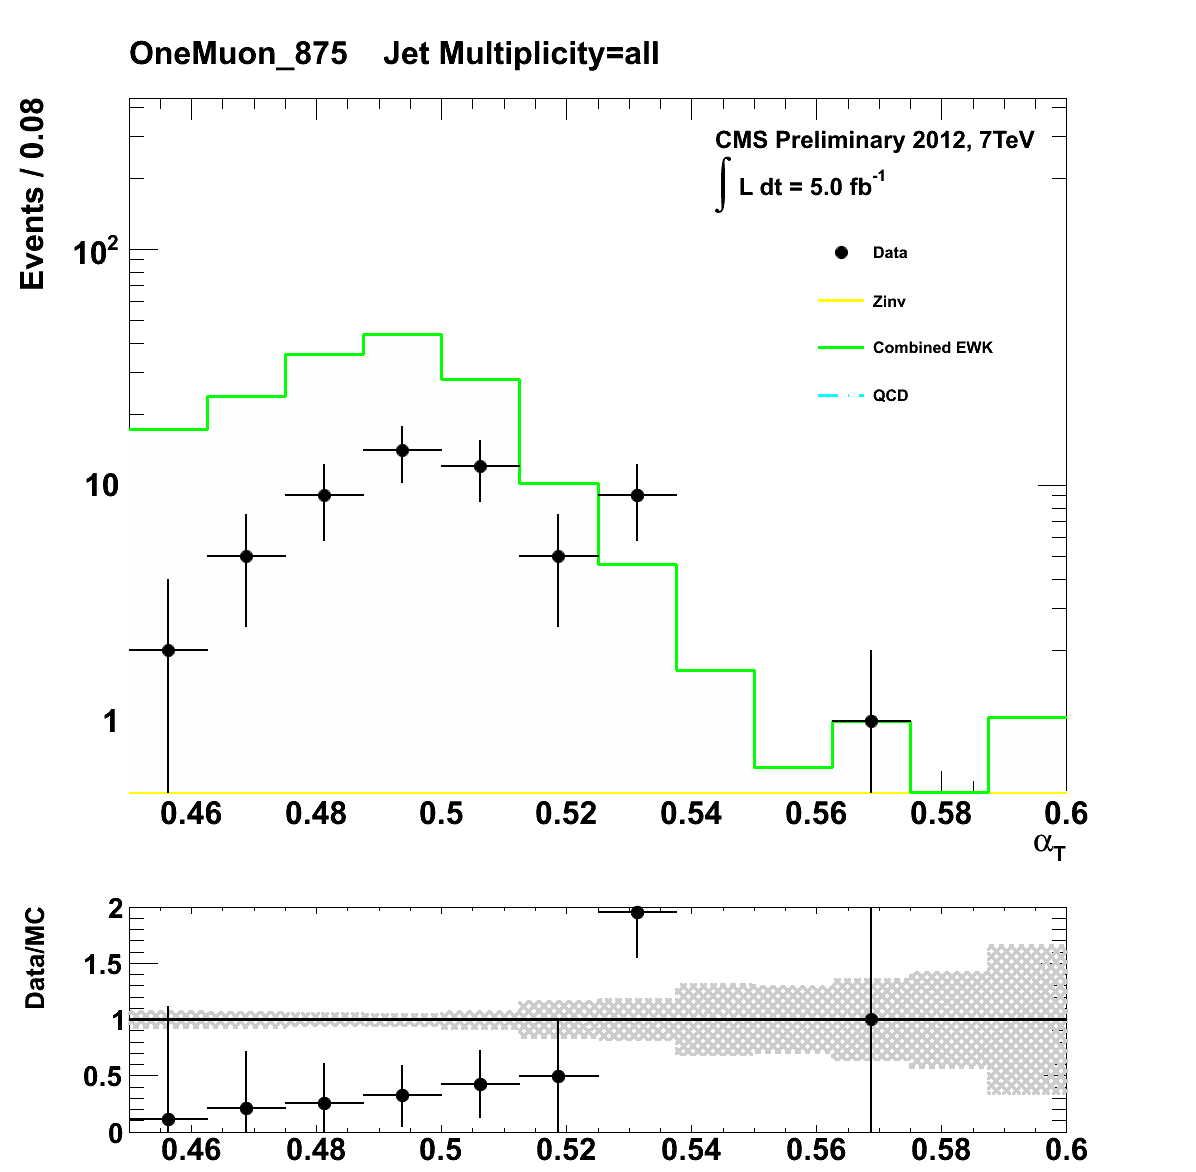 OneMuon_875 Jet Multiplicity=all
Events / 0.08
CMS Preliminary 2012, 7TeV
∫ L dt = 5.0 fb⁻¹
Data
Zinv
Combined EWK
QCD
10²
10
1
0.46 0.48 0.5 0.52 0.54 0.56 0.58 0.6
α_T
Data/MC
2
1.5
1
0.5
0
0.46 0.48 0.5 0.52 0.54 0.56 0.58 0.6